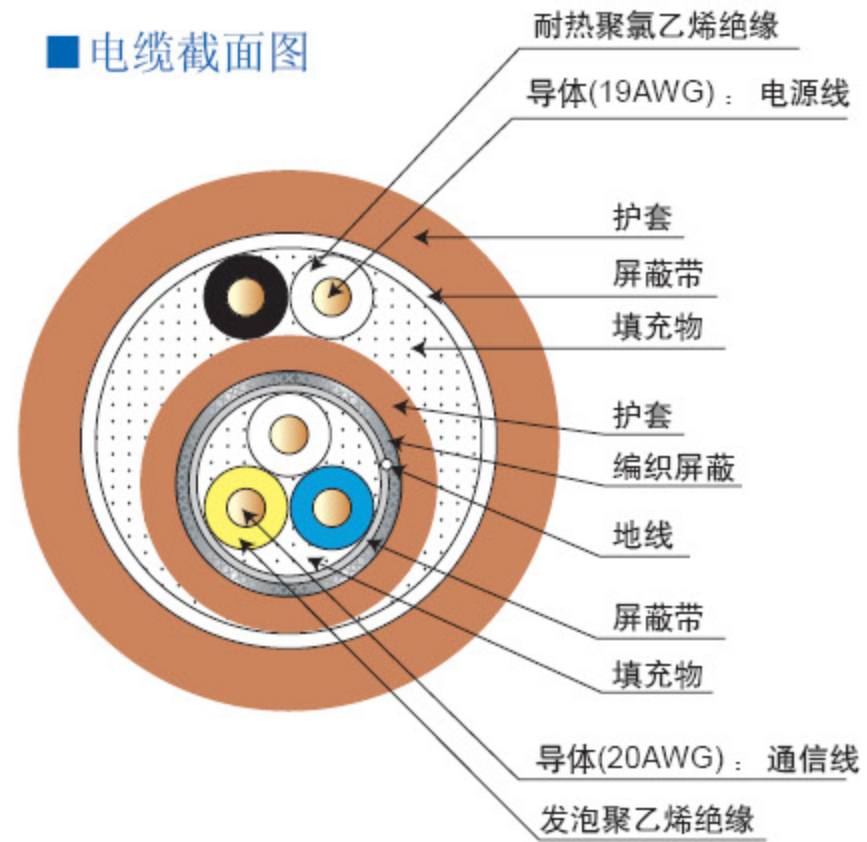 ■电缆截面图
耐热聚氯乙烯绝缘
导体(19AWG)： 电源线
护套
屏蔽带
填充物
护套
编织屏蔽
地线
屏蔽带
填充物
导体(20AWG)： 通信线
发泡聚乙烯绝缘